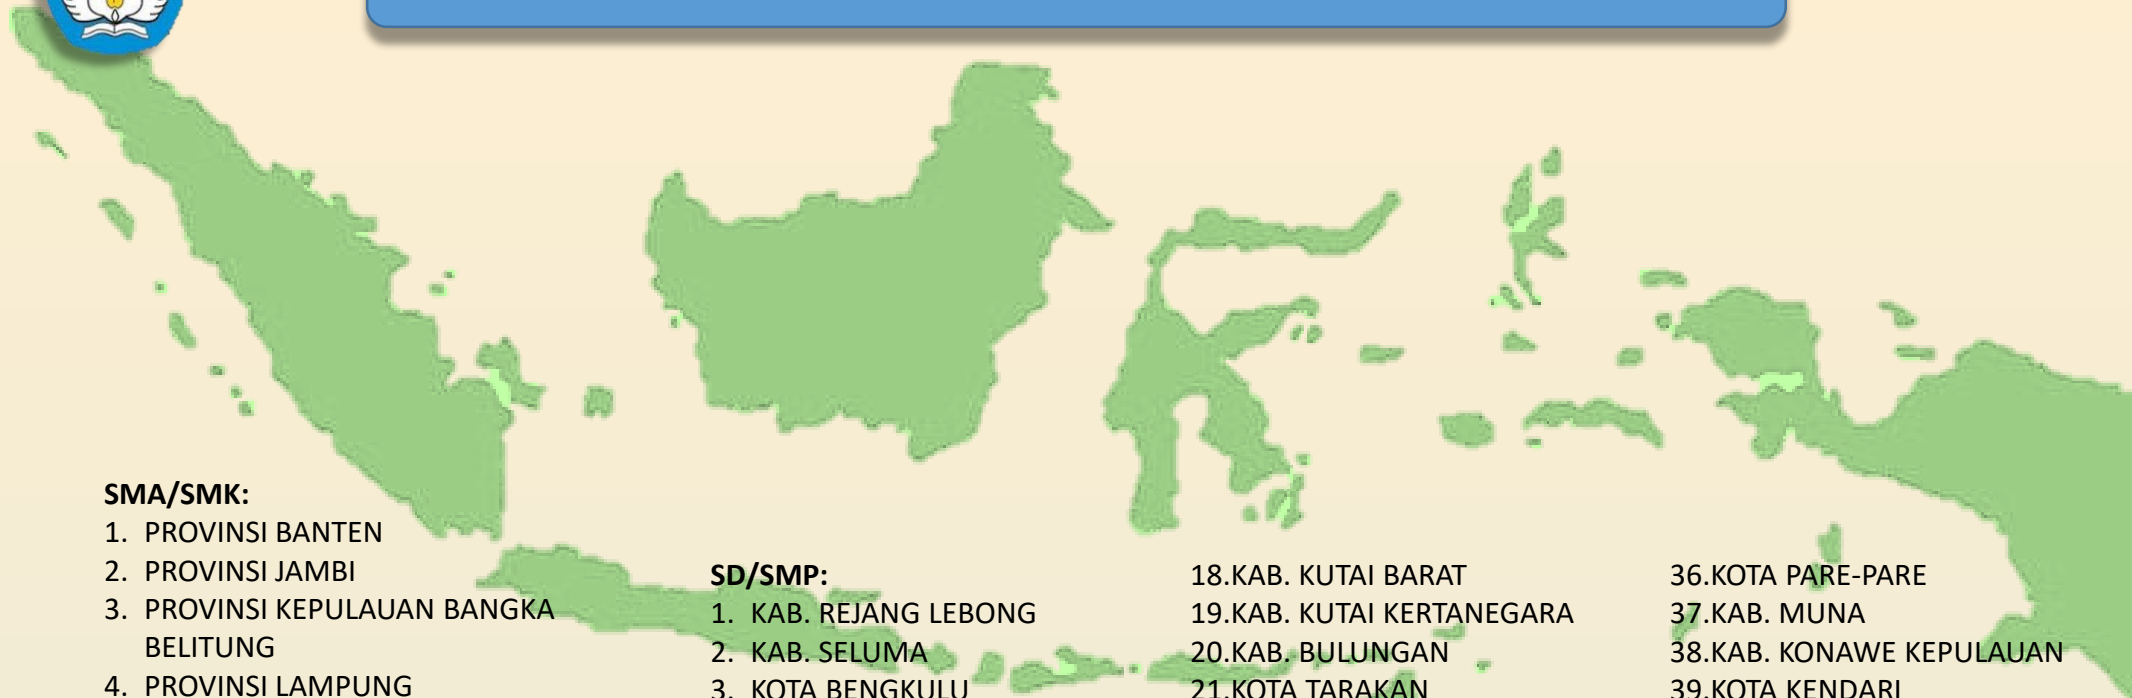 SMA/SMK:
1. PROVINSI BANTEN
2. PROVINSI JAMBI
3. PROVINSI KEPULAUAN BANGKA
BELITUNG
4. PROVINSI LAMPUNG
SD/SMP:
1. KAB. REJANG LEBONG
2. KAB. SELUMA
3. KOTA BENGKULU
18.KAB. KUTAI BARAT
19.KAB. KUTAI KERTANEGARA
20.KAB. BULUNGAN
21.KOTA TARAKAN
36.KOTA PARE-PARE
37.KAB. MUNA
38.KAB. KONAWE KEPULAUAN
39.KOTA KENDARI